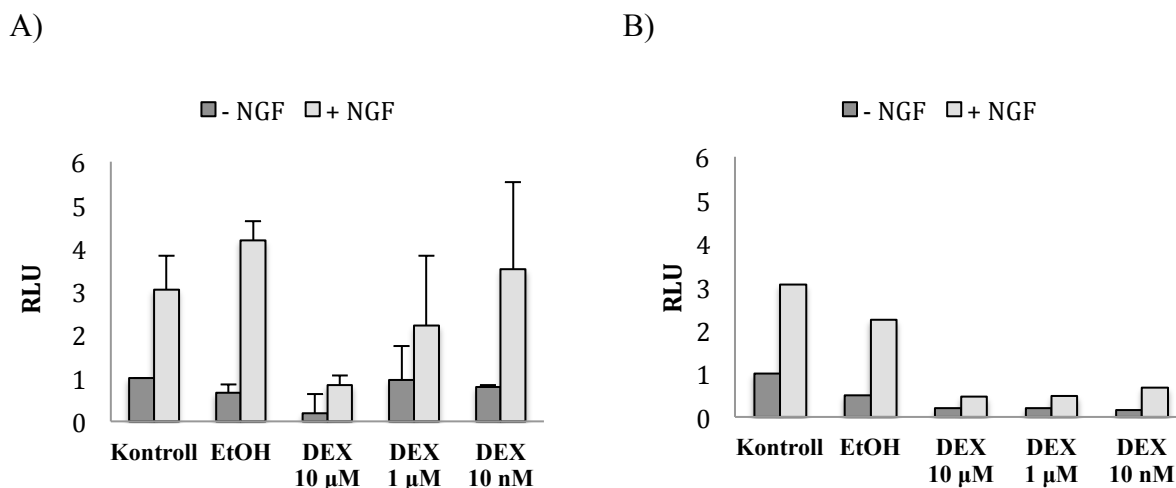 A)
- NGF + NGF
6
5
4
3
2
1
0
RLU
Kontroll EtOH DEX DEX DEX
10 μM 1 μM 10 nM
B)
- NGF + NGF
6
5
4
3
2
1
0
RLU
Kontroll EtOH DEX DEX DEX
10 μM 1 μM 10 nM